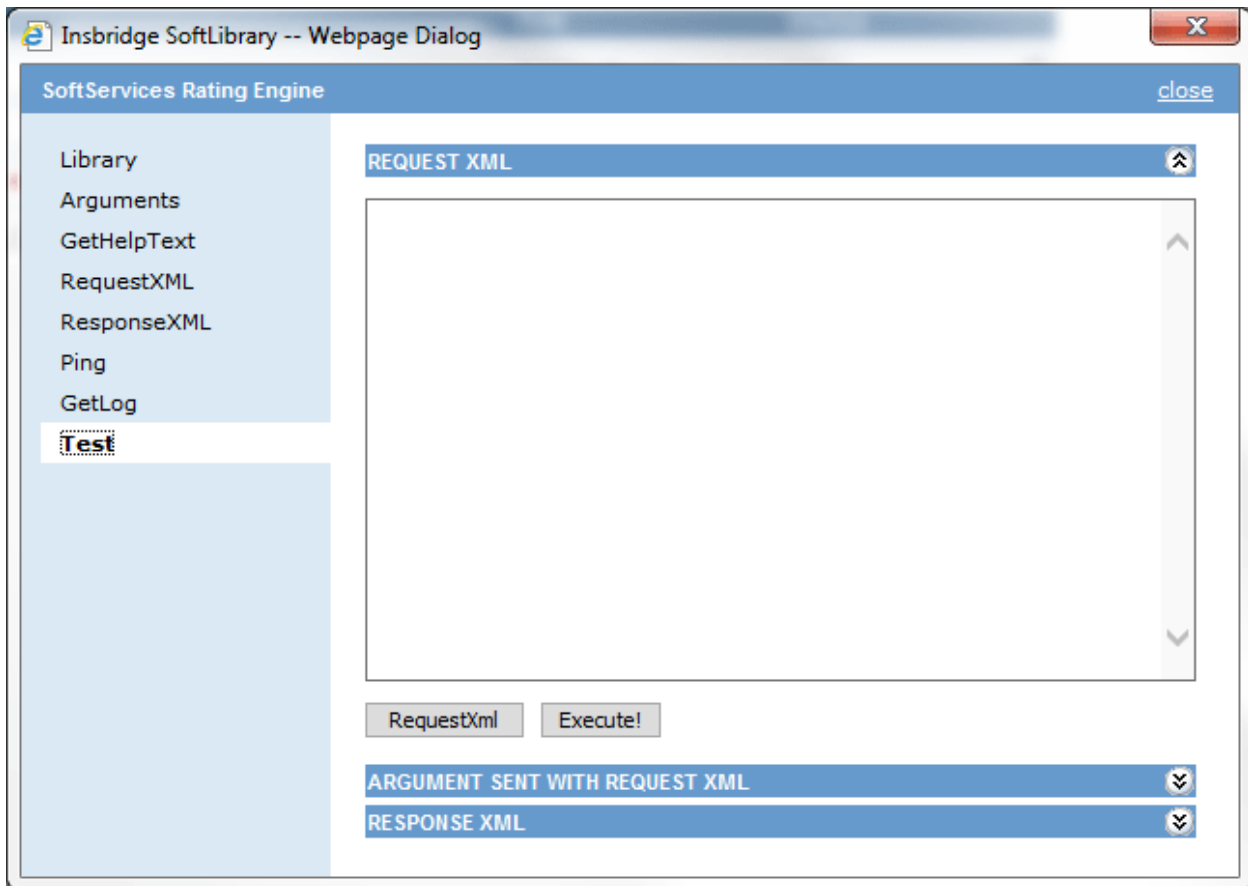 Insbridge SoftLibrary -- Webpage Dialog
SoftServices Rating Engine close
Library
Arguments
GetHelpText
RequestXML
ResponseXML
Ping
GetLog
Test
REQUEST XML
RequestXml Execute!
ARGUMENT SENT WITH REQUEST XML
RESPONSE XML